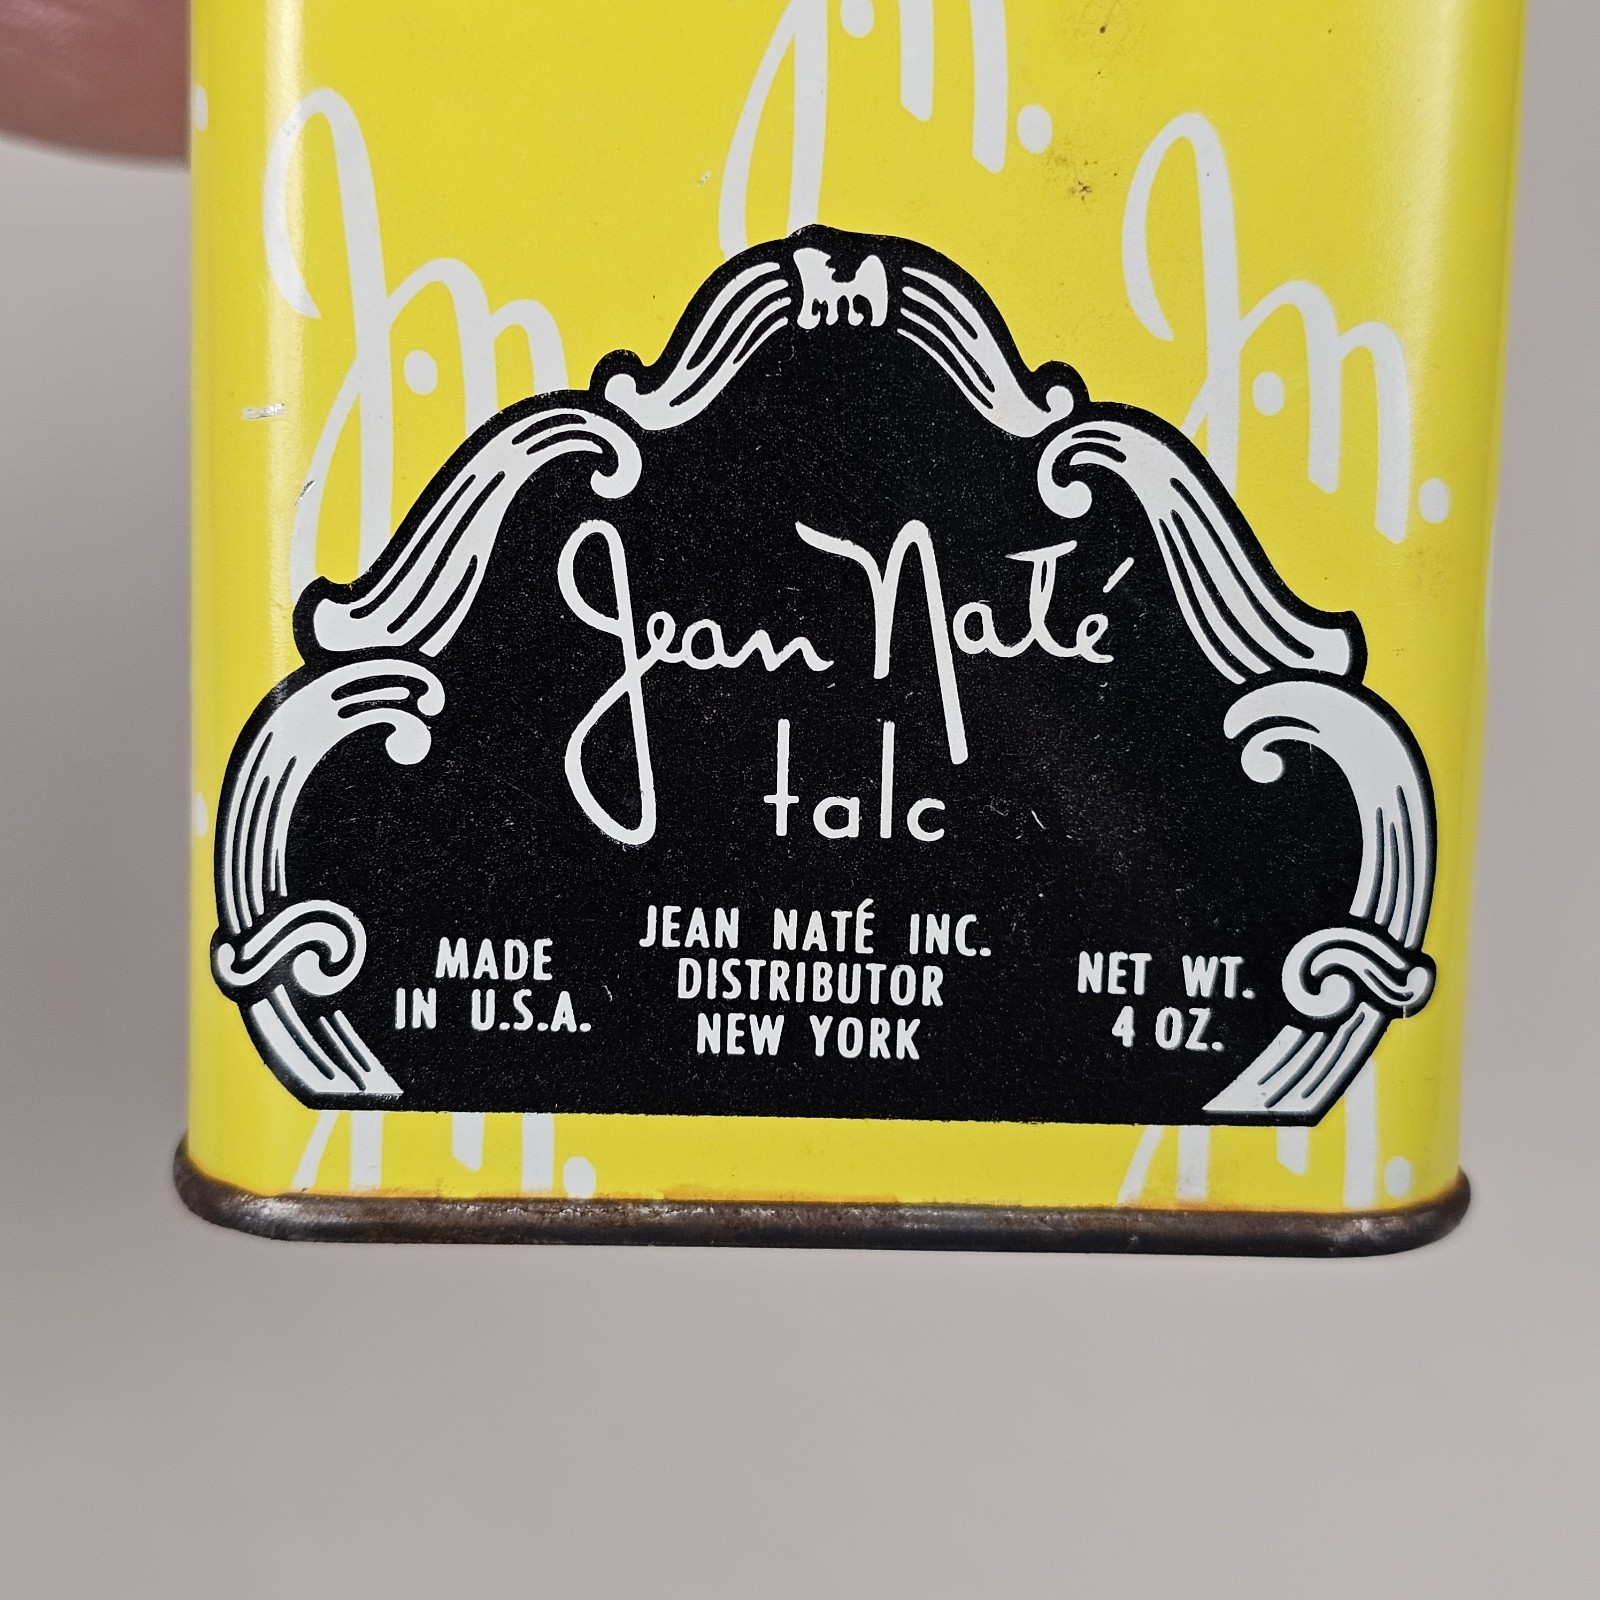 J.N.
J.N.
J.N.
Jean Naté
talc
MADE
IN U.S.A.
JEAN NATÉ INC.
DISTRIBUTOR
NEW YORK
NET WT.
4 OZ.
J.N.
J.N.